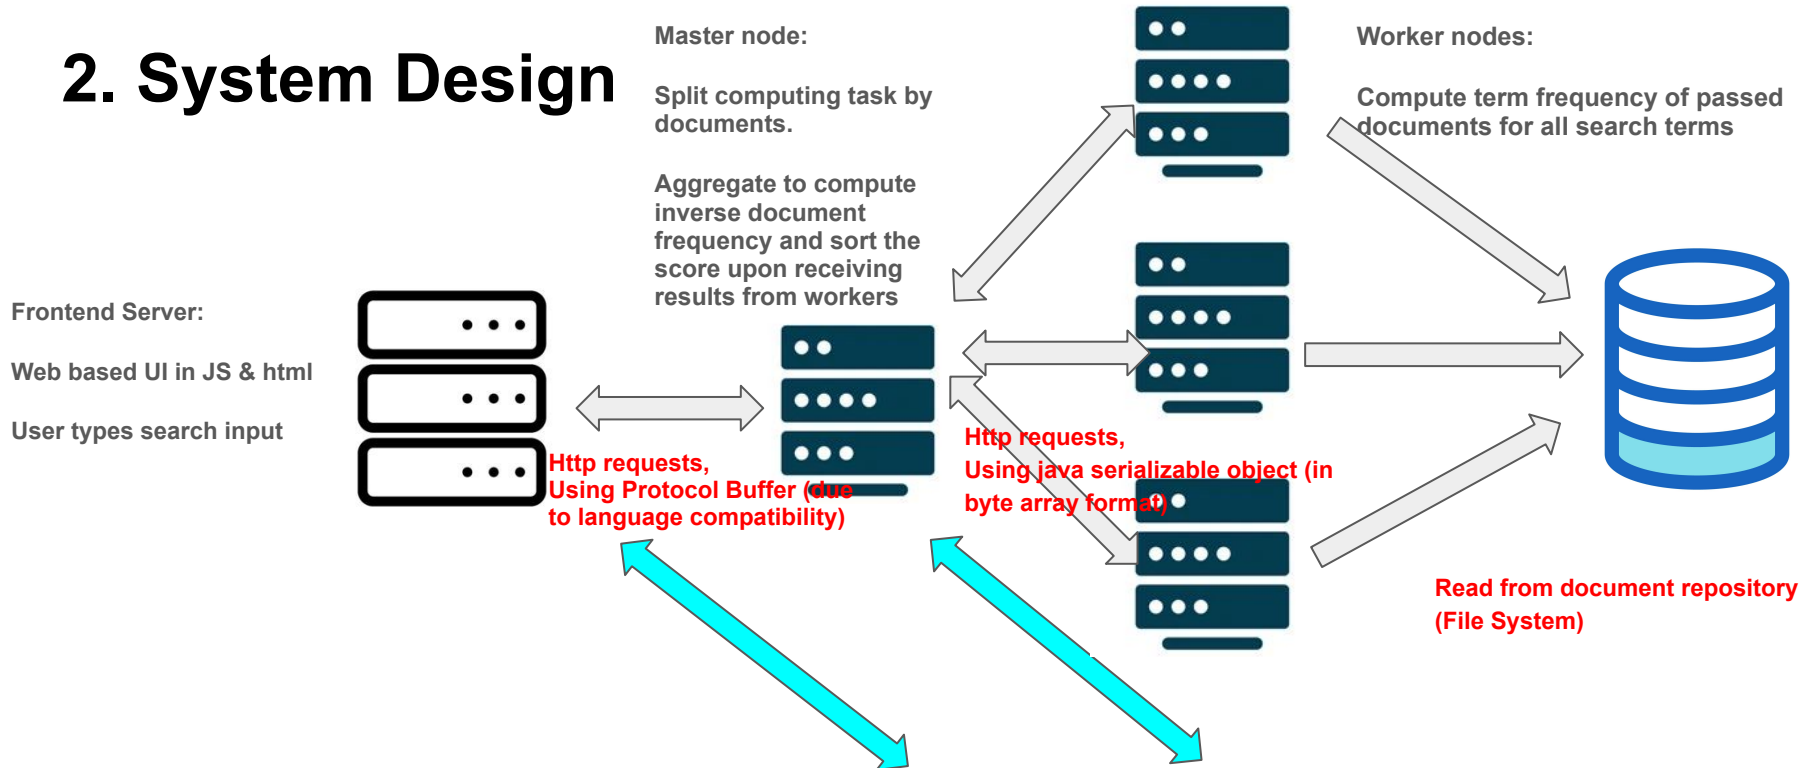 2. System Design
Master node:
Split computing task by
documents.
Aggregate to compute
inverse document
frequency and sort the
score upon receiving
results from workers
Worker nodes:
Compute term frequency of passed
documents for all search terms
Frontend Server:
Web based UI in JS & html
User types search input
Http requests,
Using Protocol Buffer (due
to language compatibility)
Http requests,
Using java serializable object (in
byte array format)
Read from document repository
(File System)